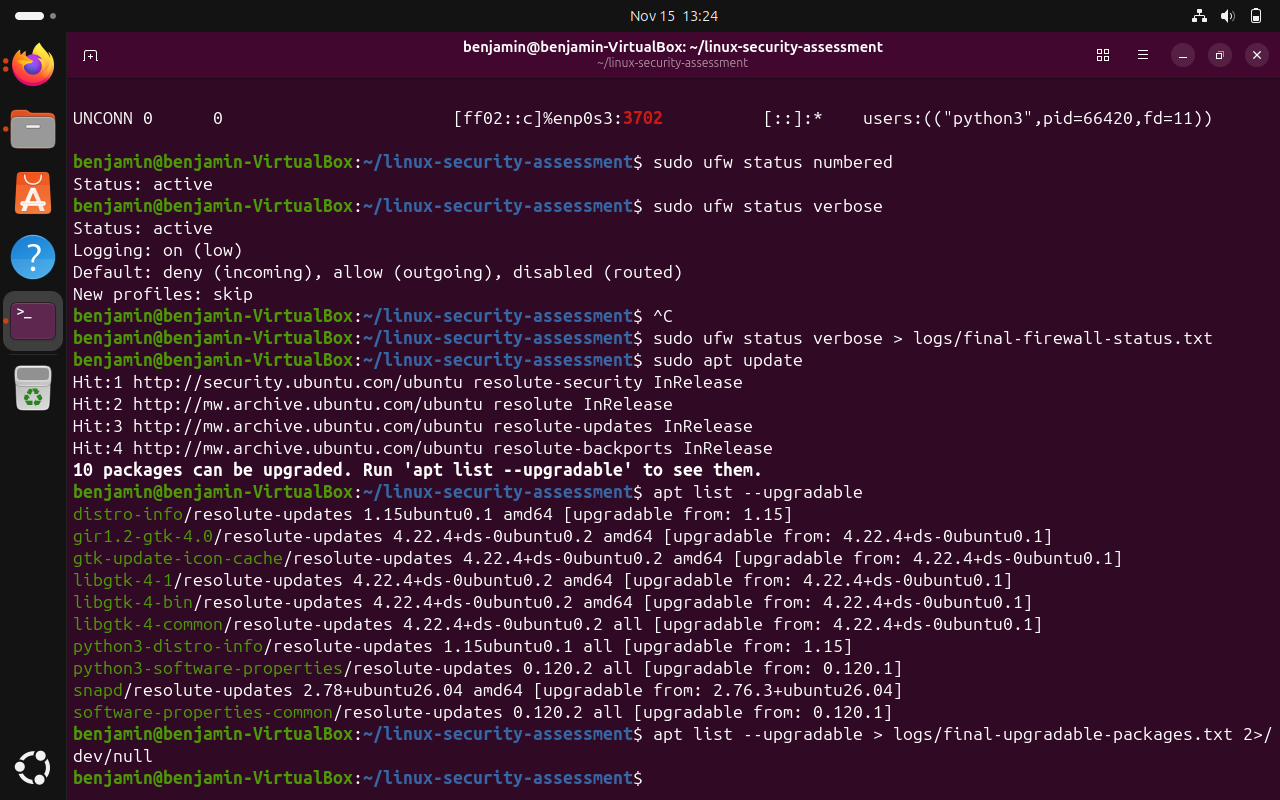 Nov 15 13:24
benjamin@benjamin-VirtualBox: ~/linux-security-assessment
~/linux-security-assessment
UNCONN 0      0                       [ff02::c]%enp0s3:3702          [::]:*    users:(("python3",pid=66420,fd=11))
benjamin@benjamin-VirtualBox:~/linux-security-assessment$ sudo ufw status numbered
Status: active
benjamin@benjamin-VirtualBox:~/linux-security-assessment$ sudo ufw status verbose
Status: active
Logging: on (low)
Default: deny (incoming), allow (outgoing), disabled (routed)
New profiles: skip
benjamin@benjamin-VirtualBox:~/linux-security-assessment$ ^C
benjamin@benjamin-VirtualBox:~/linux-security-assessment$ sudo ufw status verbose > logs/final-firewall-status.txt
benjamin@benjamin-VirtualBox:~/linux-security-assessment$ sudo apt update
Hit:1 http://security.ubuntu.com/ubuntu resolute-security InRelease
Hit:2 http://mw.archive.ubuntu.com/ubuntu resolute InRelease
Hit:3 http://mw.archive.ubuntu.com/ubuntu resolute-updates InRelease
Hit:4 http://mw.archive.ubuntu.com/ubuntu resolute-backports InRelease
10 packages can be upgraded. Run 'apt list --upgradable' to see them.
benjamin@benjamin-VirtualBox:~/linux-security-assessment$ apt list --upgradable
distro-info/resolute-updates 1.15ubuntu0.1 amd64 [upgradable from: 1.15]
gir1.2-gtk-4.0/resolute-updates 4.22.4+ds-0ubuntu0.2 amd64 [upgradable from: 4.22.4+ds-0ubuntu0.1]
gtk-update-icon-cache/resolute-updates 4.22.4+ds-0ubuntu0.2 amd64 [upgradable from: 4.22.4+ds-0ubuntu0.1]
libgtk-4-1/resolute-updates 4.22.4+ds-0ubuntu0.2 amd64 [upgradable from: 4.22.4+ds-0ubuntu0.1]
libgtk-4-bin/resolute-updates 4.22.4+ds-0ubuntu0.2 amd64 [upgradable from: 4.22.4+ds-0ubuntu0.1]
libgtk-4-common/resolute-updates 4.22.4+ds-0ubuntu0.2 all [upgradable from: 4.22.4+ds-0ubuntu0.1]
python3-distro-info/resolute-updates 1.15ubuntu0.1 all [upgradable from: 1.15]
python3-software-properties/resolute-updates 0.120.2 all [upgradable from: 0.120.1]
snapd/resolute-updates 2.78+ubuntu26.04 amd64 [upgradable from: 2.76.3+ubuntu26.04]
software-properties-common/resolute-updates 0.120.2 all [upgradable from: 0.120.1]
benjamin@benjamin-VirtualBox:~/linux-security-assessment$ apt list --upgradable > logs/final-upgradable-packages.txt 2>/
dev/null
benjamin@benjamin-VirtualBox:~/linux-security-assessment$